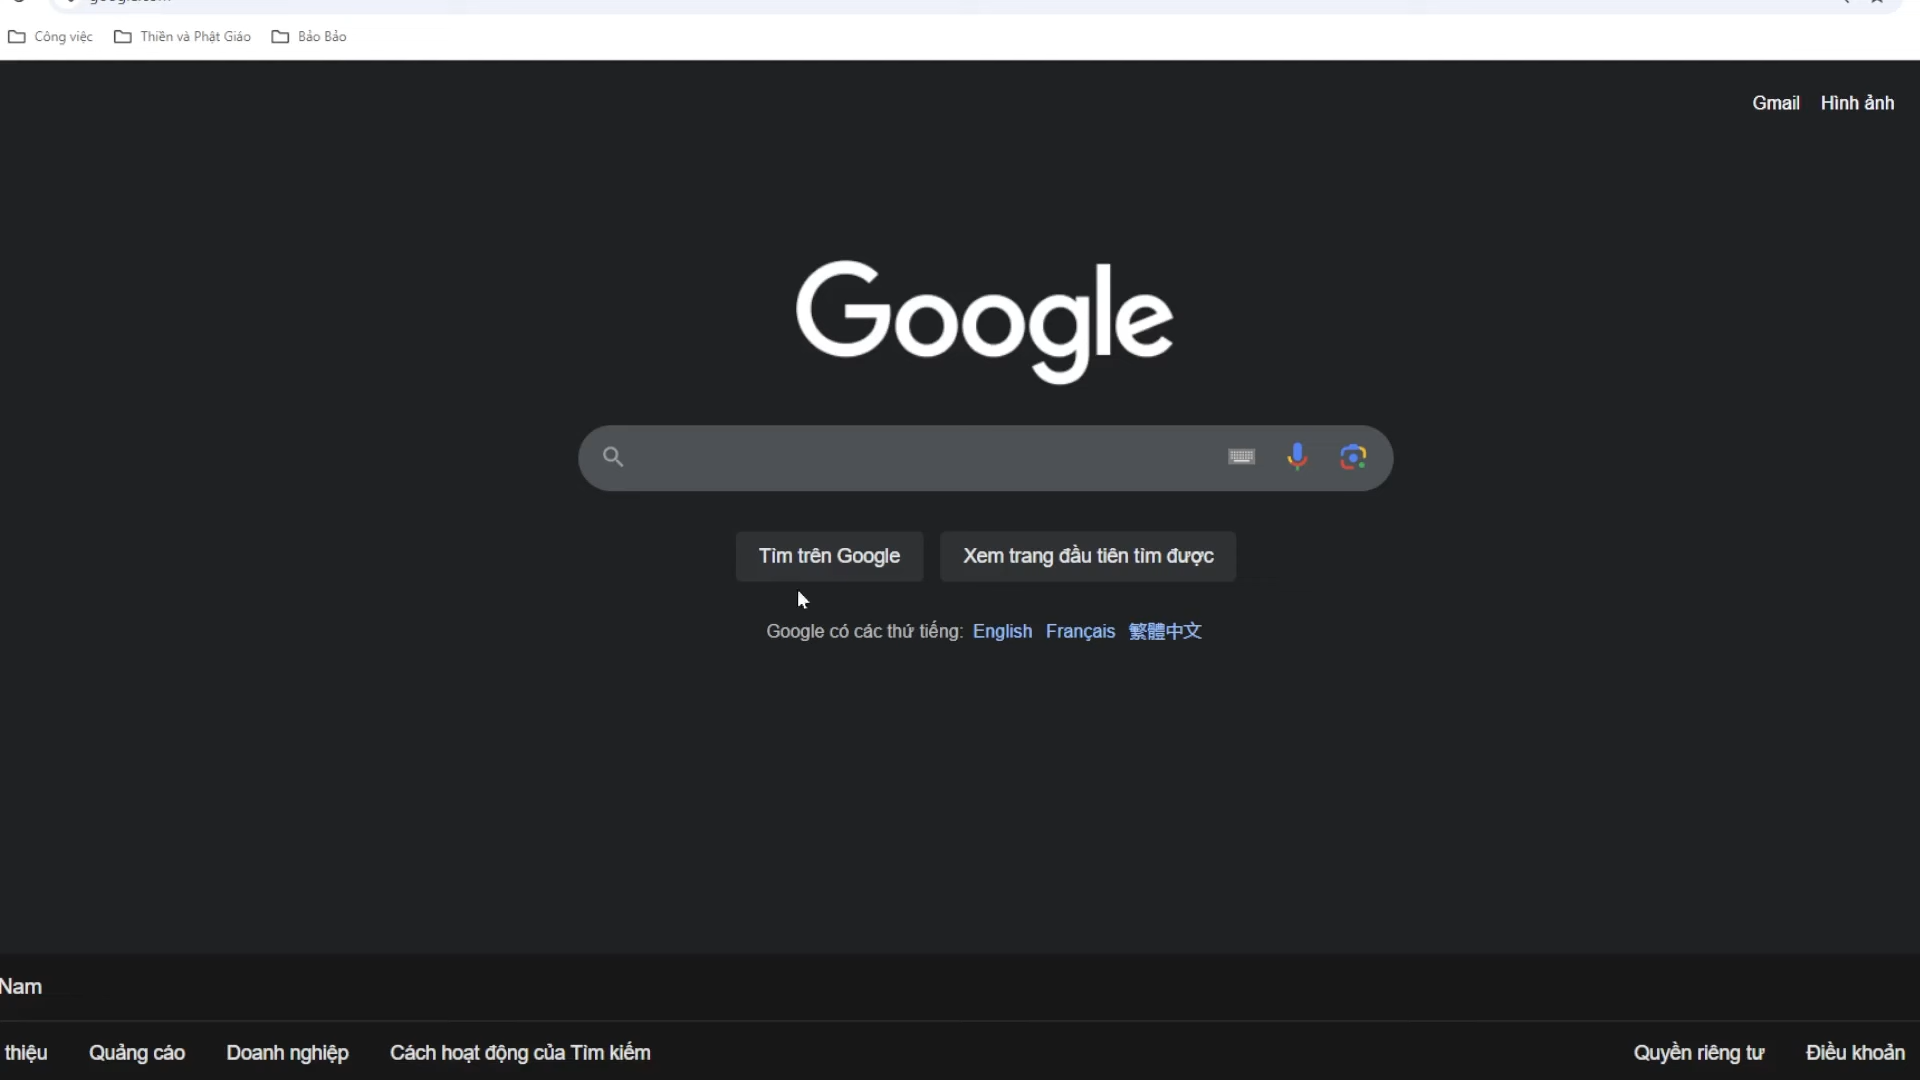 Công việc Thiền và Phật Giáo Bảo Bảo
Gmail Hình ảnh
Google
Tìm trên Google Xem trang đầu tiên tìm được
Google có các thứ tiếng: English Français 繁體中文
Nam
thiệu Quảng cáo Doanh nghiệp Cách hoạt động của Tìm kiếm Quyền riêng tư Điều khoản